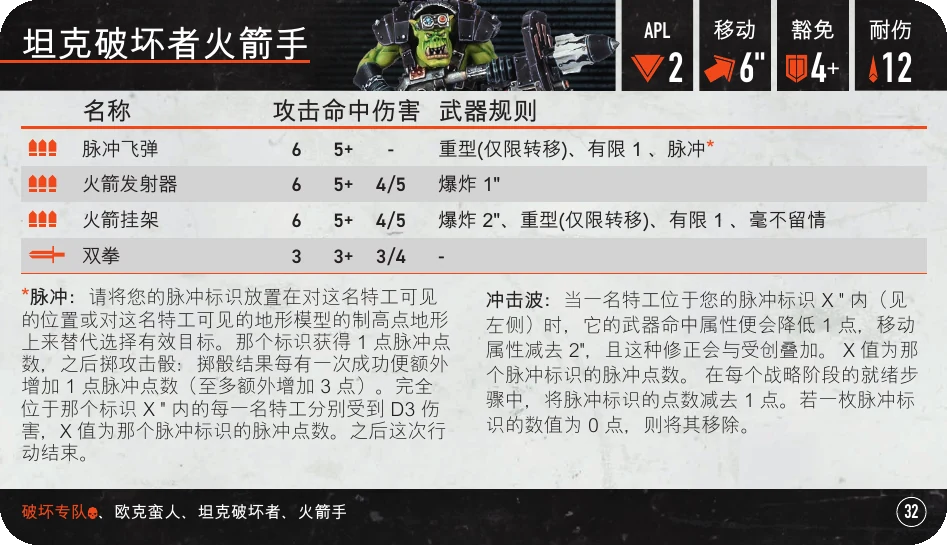 坦克破坏者火箭手
APL 移动 豁免 耐伤
2 6" 4+ 12
名称 攻击 命中 伤害 武器规则
脉冲飞弹 6 5+ - 重型(仅限转移)、有限 1 、脉冲*
火箭发射器 6 5+ 4/5 爆炸 1"
火箭挂架 6 5+ 4/5 爆炸 2"、重型(仅限转移)、有限 1 、毫不留情
双拳 3 3+ 3/4 -
*脉冲：请将您的脉冲标识放置在对这名特工可见
的位置或对这名特工可见的地形模型的制高点地形
上来替代选择有效目标。那个标识获得 1 点脉冲点
数，之后掷攻击骰：掷骰结果每有一次成功便额外
增加 1 点脉冲点数（至多额外增加 3 点）。完全
位于那个标识 X " 内的每一名特工分别受到 D3 伤
害，X 值为那个脉冲标识的脉冲点数。之后这次行
动结束。
冲击波：当一名特工位于您的脉冲标识 X " 内（见
左侧）时，它的武器命中属性便会降低 1 点，移动
属性减去 2"，且这种修正会与受创叠加。 X 值为那
个脉冲标识的脉冲点数。 在每个战略阶段的就绪步
骤中，将脉冲标识的点数减去 1 点。若一枚脉冲标
识的数值为 0 点，则将其移除。
破坏专队、欧克蛮人、坦克破坏者、火箭手
32